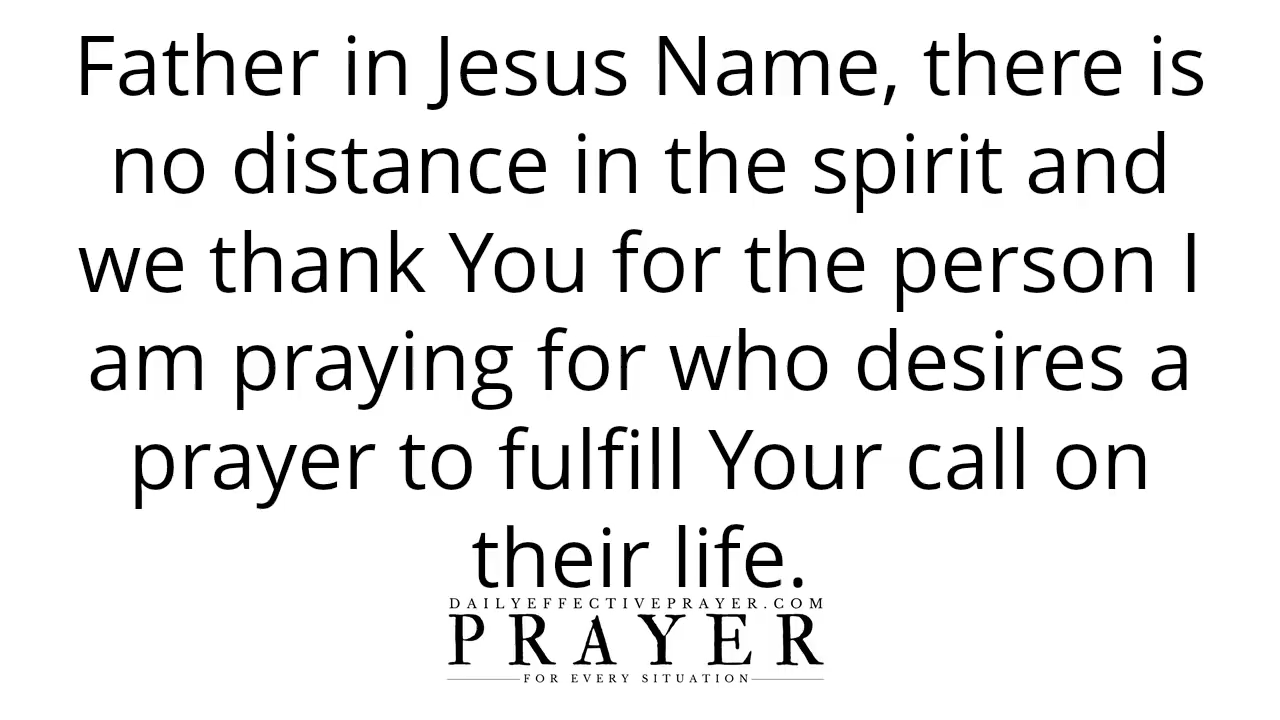 Father in Jesus Name, there is
no distance in the spirit and
we thank You for the person I
am praying for who desires a
prayer to fulfill Your call on
their life.
DAILYEFFECTIVEPRAYER.COM
PRAYER
FOR EVERY SITUATION